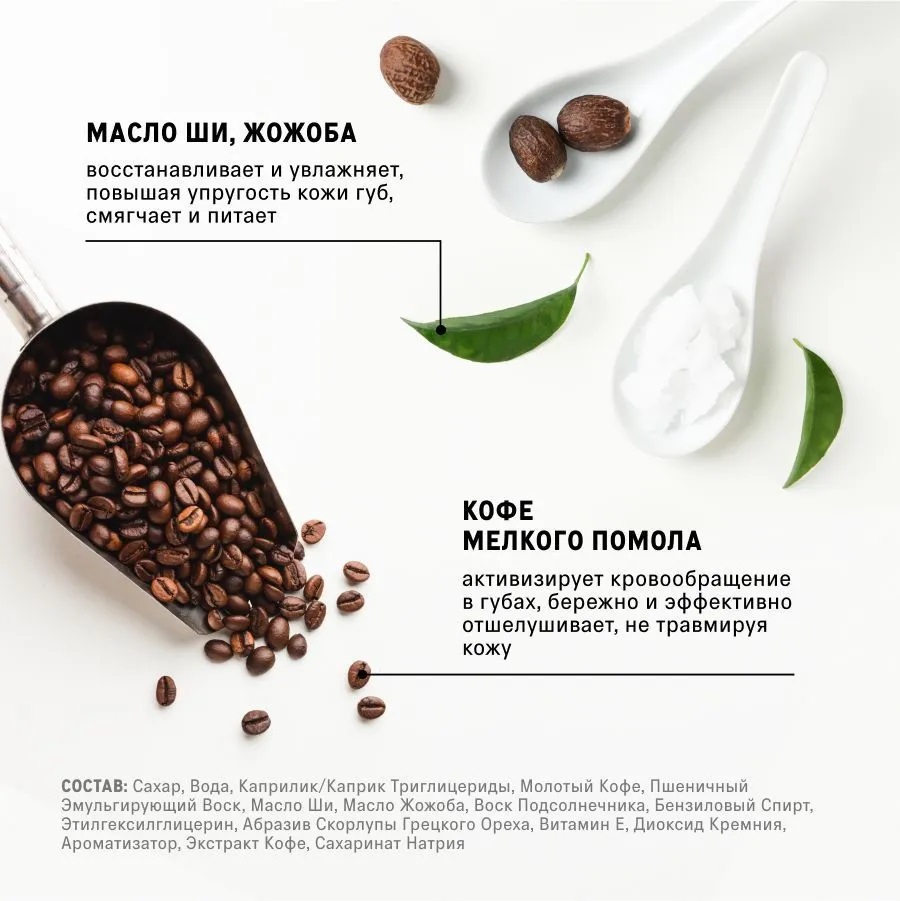 МАСЛО ШИ, ЖОЖОБА
восстанавливает и увлажняет,
повышая упругость кожи губ,
смягчает и питает
КОФЕ
МЕЛКОГО ПОМОЛА
активизирует кровообращение
в губах, бережно и эффективно
отшелушивает, не травмируя
кожу
СОСТАВ: Сахар, Вода, Каприлик/Каприк Триглицериды, Молотый Кофе, Пшеничный
Эмульгирующий Воск, Масло Ши, Масло Жожоба, Воск Подсолнечника, Бензиловый Спирт,
Этилгексилглицерин, Абразив Скорлупы Грецкого Ореха, Витамин Е, Диоксид Кремния,
Ароматизатор, Экстракт Кофе, Сахаринат Натрия